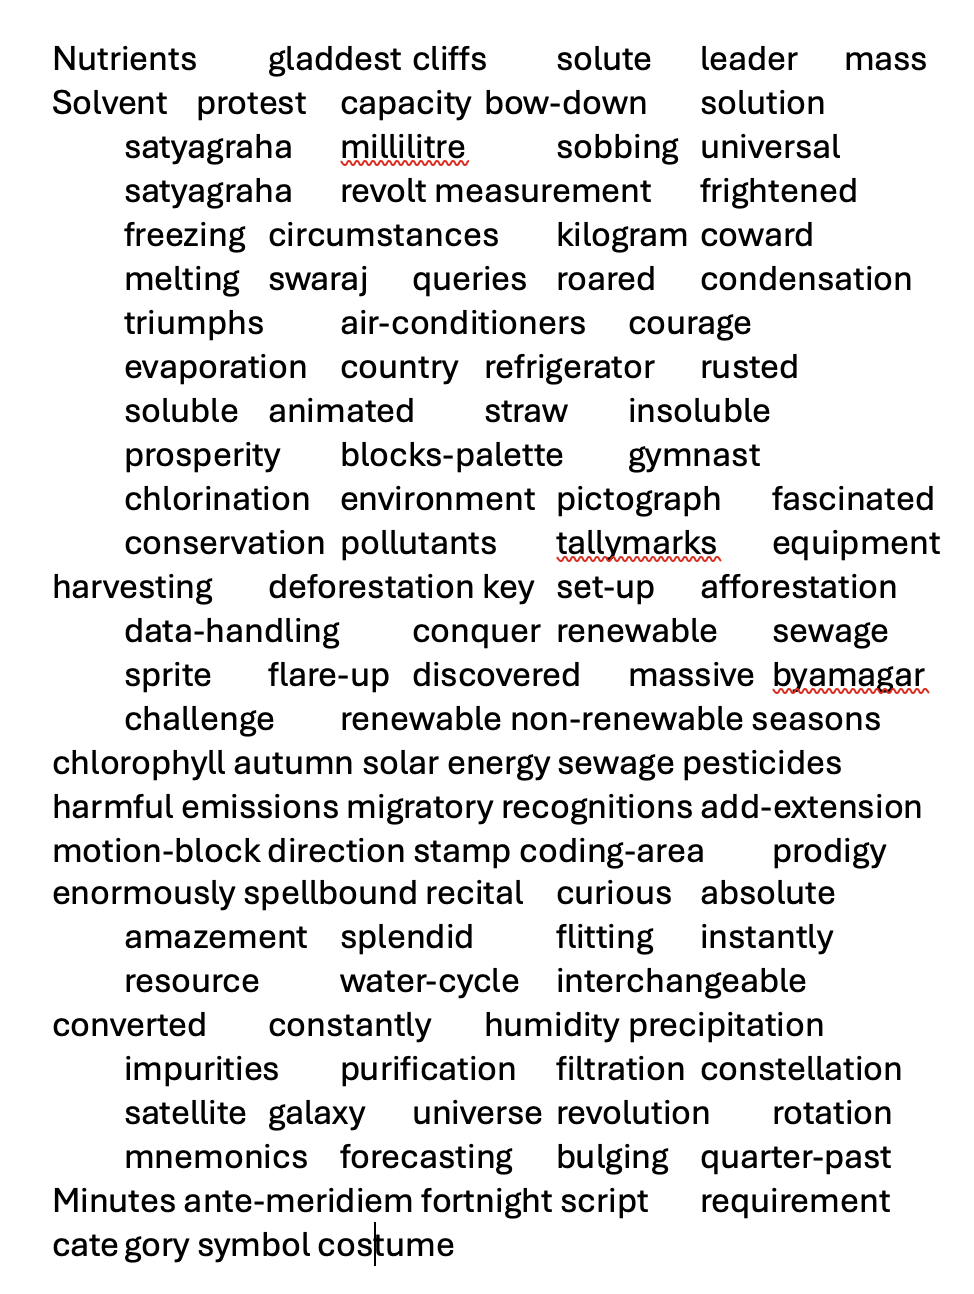 Nutrients gladdest cliffs solute leader mass
Solvent protest capacity bow-down solution
satyagraha millilitre sobbing universal
satyagraha revolt measurement frightened
freezing circumstances kilogram coward
melting swaraj queries roared condensation
triumphs air-conditioners courage
evaporation country refrigerator rusted
soluble animated straw insoluble
prosperity blocks-palette gymnast
chlorination environment pictograph fascinated
conservation pollutants tallymarks equipment
harvesting deforestation key set-up afforestation
data-handling conquer renewable sewage
sprite flare-up discovered massive byamagar
challenge renewable non-renewable seasons
chlorophyll autumn solar energy sewage pesticides
harmful emissions migratory recognitions add-extension
motion-block direction stamp coding-area prodigy
enormously spellbound recital curious absolute
amazement splendid flitting instantly
resource water-cycle interchangeable
converted constantly humidity precipitation
impurities purification filtration constellation
satellite galaxy universe revolution rotation
mnemonics forecasting bulging quarter-past
Minutes ante-meridiem fortnight script requirement
cate gory symbol costume